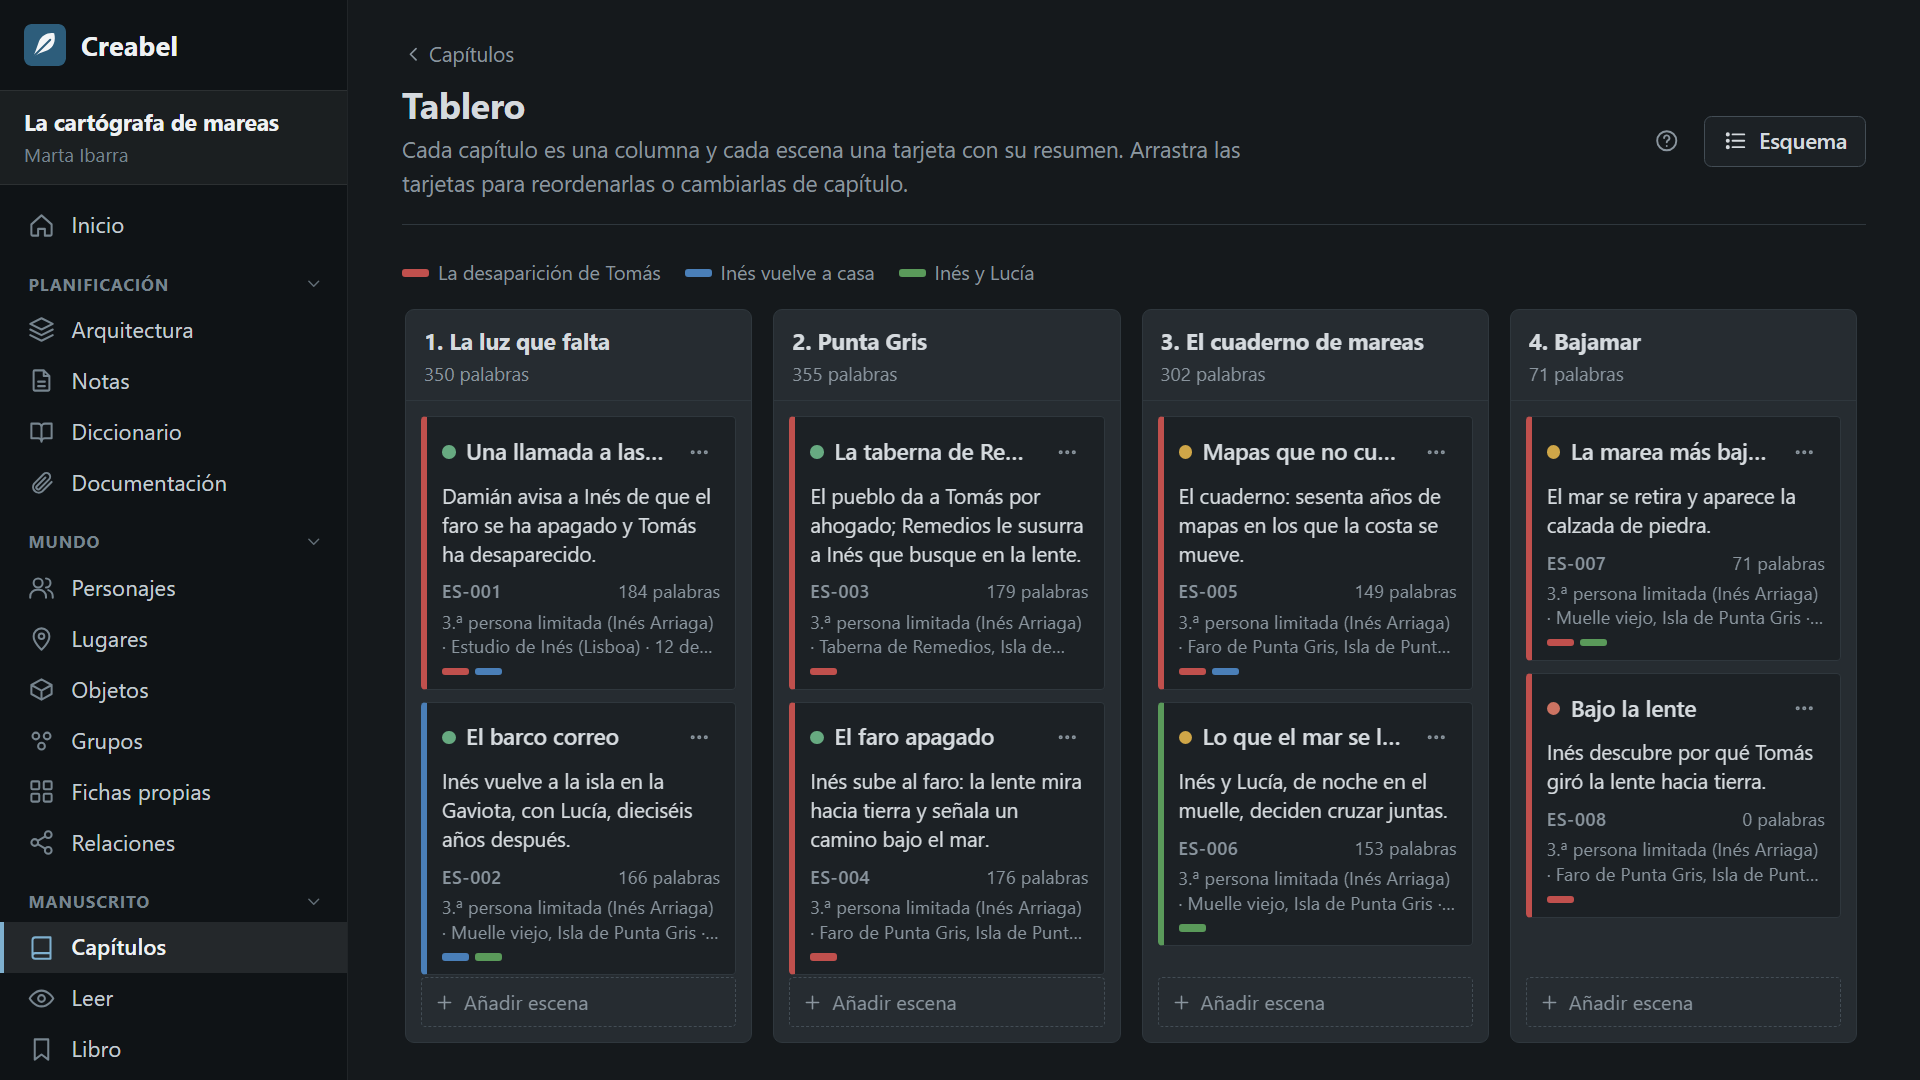 Creabel
La cartógrafa de mareas
Marta Ibarra
Inicio
PLANIFICACIÓN
Arquitectura
Notas
Diccionario
Documentación
MUNDO
Personajes
Lugares
Objetos
Grupos
Fichas propias
Relaciones
MANUSCRITO
Capítulos
Leer
Libro
Capítulos
Tablero
Cada capítulo es una columna y cada escena una tarjeta con su resumen. Arrastra las
tarjetas para reordenarlas o cambiarlas de capítulo.
Esquema
La desaparición de Tomás
Inés vuelve a casa
Inés y Lucía
1. La luz que falta
350 palabras
Una llamada a las...
Damián avisa a Inés de que el
faro se ha apagado y Tomás
ha desaparecido.
ES-001 184 palabras
3.ª persona limitada (Inés Arriaga)
· Estudio de Inés (Lisboa) · 12 de...
El barco correo
Inés vuelve a la isla en la
Gaviota, con Lucía, dieciséis
años después.
ES-002 166 palabras
3.ª persona limitada (Inés Arriaga)
· Muelle viejo, Isla de Punta Gris ·...
Añadir escena
2. Punta Gris
355 palabras
La taberna de Re...
El pueblo da a Tomás por
ahogado; Remedios le susurra
a Inés que busque en la lente.
ES-003 179 palabras
3.ª persona limitada (Inés Arriaga)
· Taberna de Remedios, Isla de...
El faro apagado
Inés sube al faro: la lente mira
hacia tierra y señala un
camino bajo el mar.
ES-004 176 palabras
3.ª persona limitada (Inés Arriaga)
· Faro de Punta Gris, Isla de Punt...
Añadir escena
3. El cuaderno de mareas
302 palabras
Mapas que no cu...
El cuaderno: sesenta años de
mapas en los que la costa se
mueve.
ES-005 149 palabras
3.ª persona limitada (Inés Arriaga)
· Faro de Punta Gris, Isla de Punt...
Lo que el mar se l...
Inés y Lucía, de noche en el
muelle, deciden cruzar juntas.
ES-006 153 palabras
3.ª persona limitada (Inés Arriaga)
· Muelle viejo, Isla de Punta Gris ·...
Añadir escena
4. Bajamar
71 palabras
La marea más baj...
El mar se retira y aparece la
calzada de piedra.
ES-007 71 palabras
3.ª persona limitada (Inés Arriaga)
· Muelle viejo, Isla de Punta Gris ·...
Bajo la lente
Inés descubre por qué Tomás
giró la lente hacia tierra.
ES-008 0 palabras
3.ª persona limitada (Inés Arriaga)
· Faro de Punta Gris, Isla de Punt...
Añadir escena